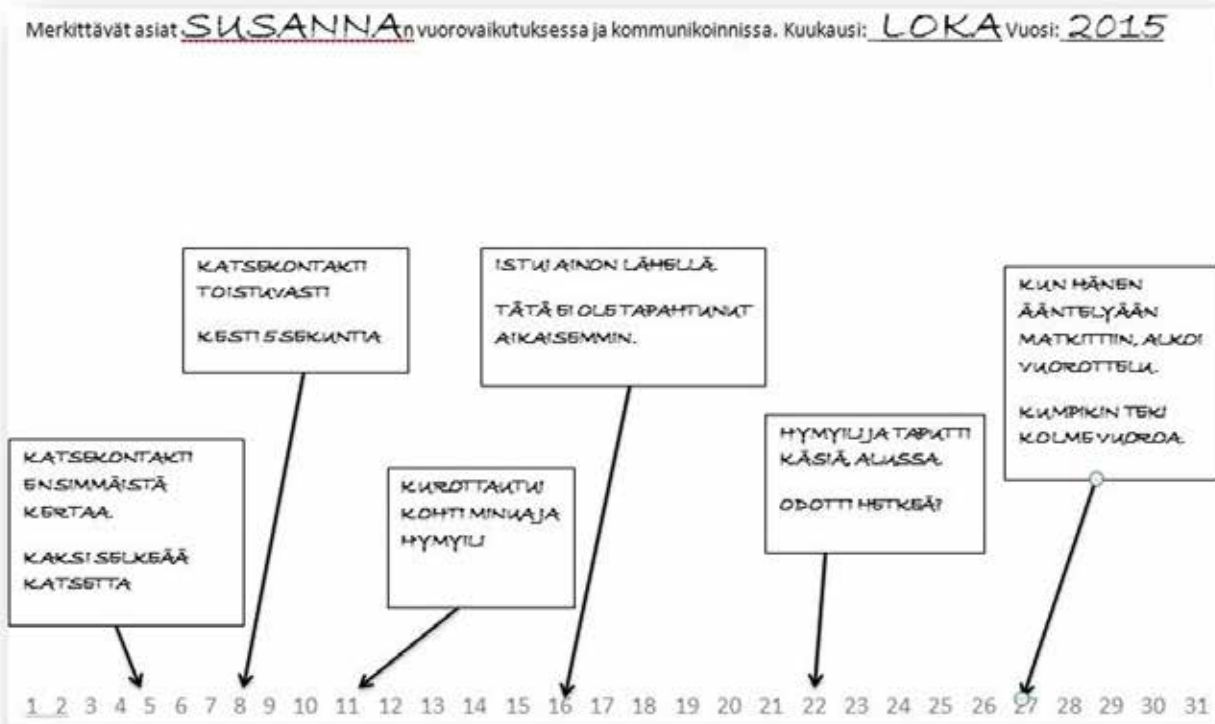 Merkittävät asiat SUSANNAn vuorovaikutuksessa ja kommunikoinnissa. Kuukausi: LOKA Vuosi: 2015
KATSEKONTAKTI
TOISTUVASTI
KESTI 5 SEKUNTIA
ISTUI AINON LÄHELLÄ.
TÄTÄ EI OLE TAPAHTUNUT
AIKAISEMMIN.
KUN HÄNEN
ÄÄNTELYÄÄN
MATKITTIIN, ALKOI
VUOROTTELU.
KUMPIKIN TEKI
KOLME VUOROA.
KATSEKONTAKTI
ENSIMMÄISTÄ
KERTAA.
KAKSI SELKEÄÄ
KATSETTA
KUROTTAUTUI
KOHTI MINUA JA
HYMYILI
HYMYILI JA TAPUTTI
KÄSIÄ, ALUSSA.
ODOTTI HETKEÄ?
1 2 3 4 5 6 7 8 9 10 11 12 13 14 15 16 17 18 19 20 21 22 23 24 25 26 27 28 29 30 31